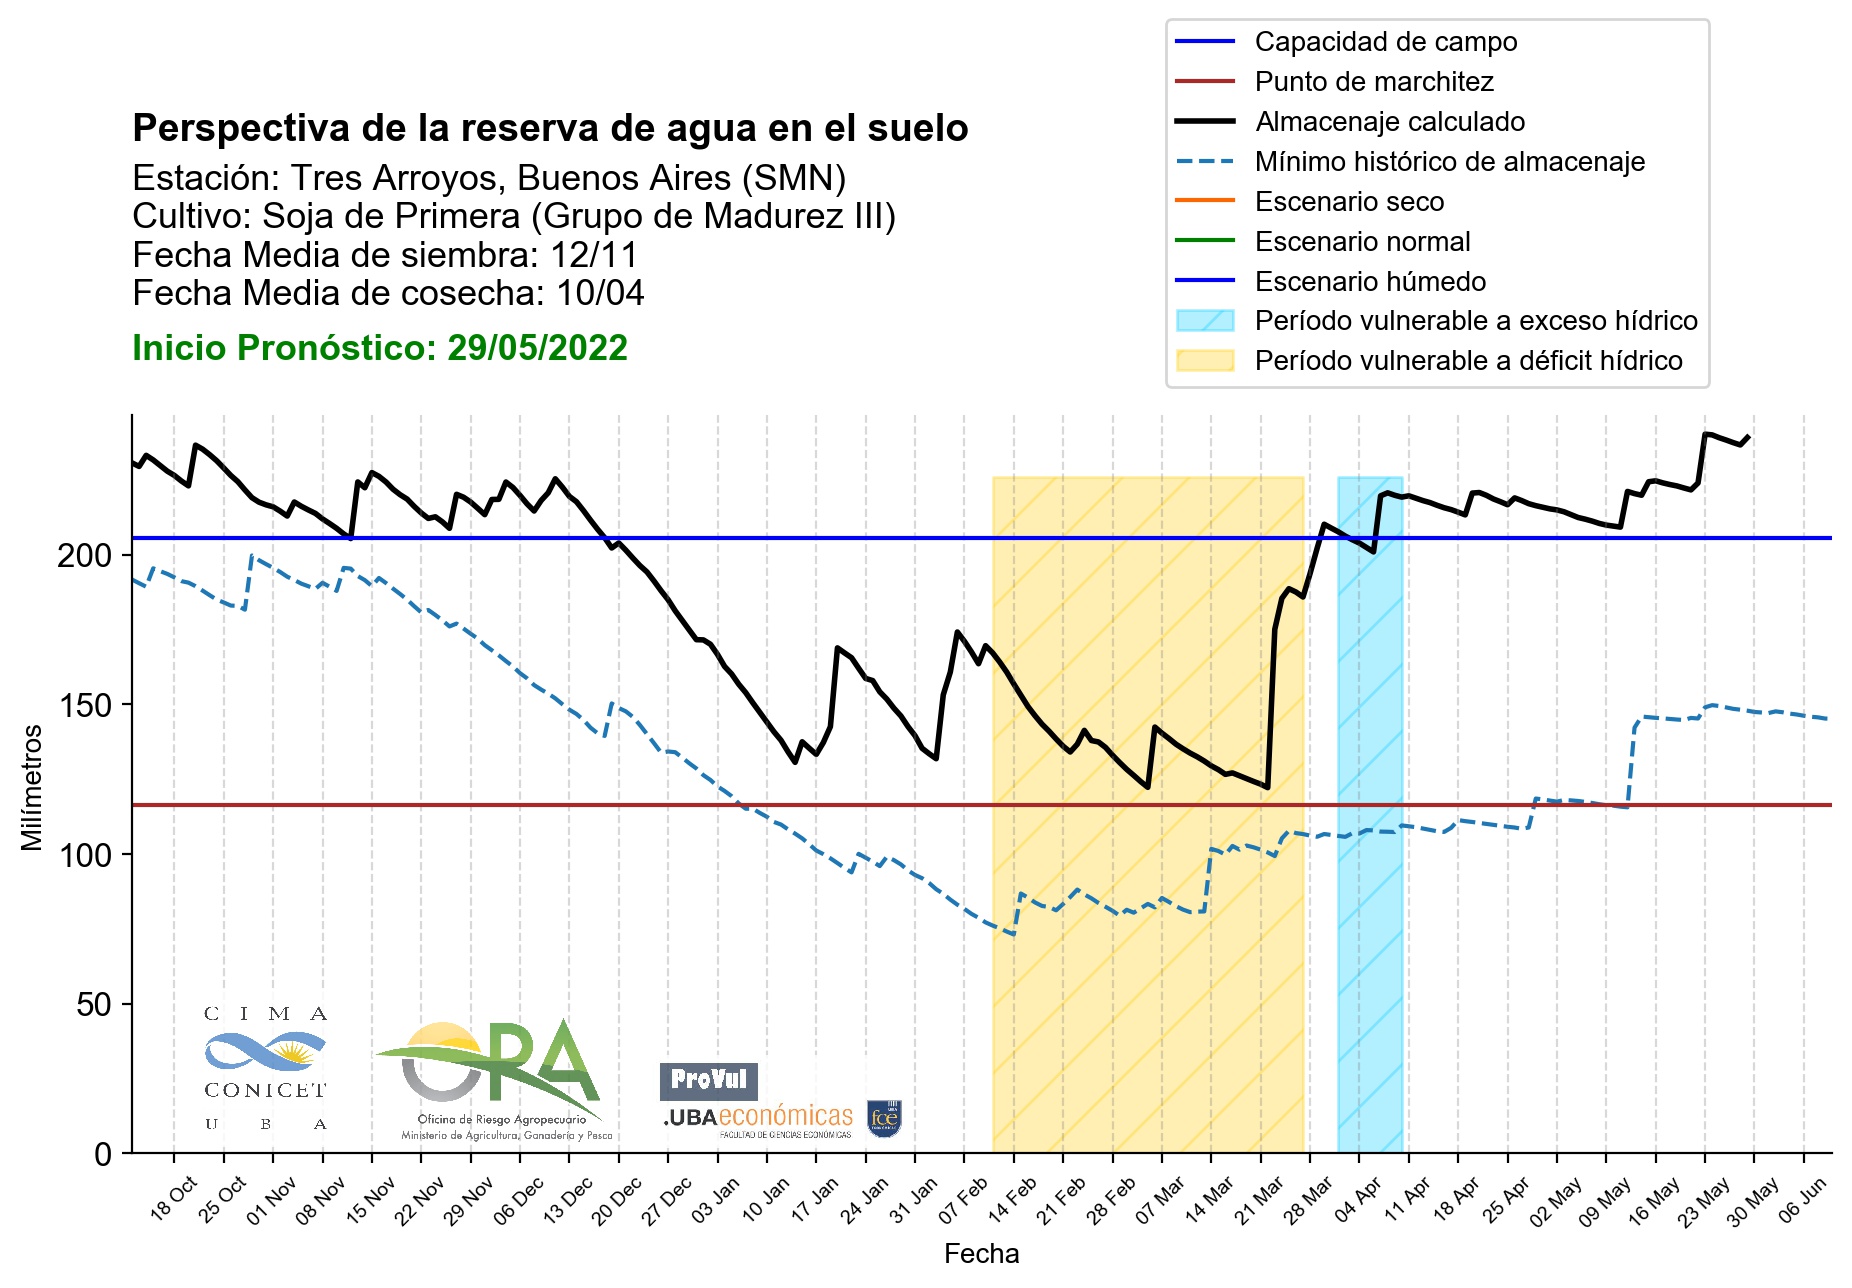 Capacidad de campo
Punto de marchitez
Almacenaje calculado
Mínimo histórico de almacenaje
Escenario seco
Escenario normal
Escenario húmedo
Período vulnerable a exceso hídrico
Período vulnerable a déficit hídrico
Perspectiva de la reserva de agua en el suelo
Estación: Tres Arroyos, Buenos Aires (SMN)
Cultivo: Soja de Primera (Grupo de Madurez III)
Fecha Media de siembra: 12/11
Fecha Media de cosecha: 10/04
Inicio Pronóstico: 29/05/2022
Milímetros
200
150
100
50
0
CIMA
CONICET
UBA
ORA
Oficina de Riesgo Agropecuario
Ministerio de Agricultura, Ganadería y Pesca
ProVul
.UBAeconómicas
FACULTAD DE CIENCIAS ECONÓMICAS
fce
18 Oct
25 Oct
01 Nov
08 Nov
15 Nov
22 Nov
29 Nov
06 Dec
13 Dec
20 Dec
27 Dec
03 Jan
10 Jan
17 Jan
24 Jan
31 Jan
07 Feb
14 Feb
21 Feb
28 Feb
07 Mar
14 Mar
21 Mar
28 Mar
04 Apr
11 Apr
18 Apr
25 Apr
02 May
09 May
16 May
23 May
30 May
06 Jun
Fecha